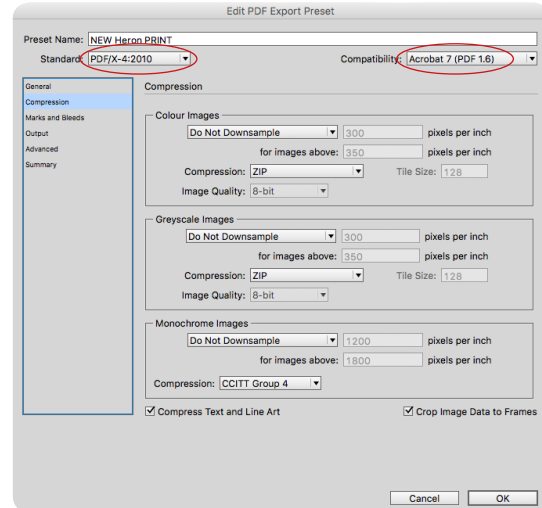 Edit PDF Export Preset
Preset Name: NEW Heron PRINT
Standard: PDF/X-4:2010 Compatibility: Acrobat 7 (PDF 1.6)
General
Compression
Marks and Bleeds
Output
Advanced
Summary
Compression
Colour Images
Do Not Downsample 300 pixels per inch
for images above: 350 pixels per inch
Compression: ZIP Tile Size: 128
Image Quality: 8-bit
Greyscale Images
Do Not Downsample 300 pixels per inch
for images above: 350 pixels per inch
Compression: ZIP Tile Size: 128
Image Quality: 8-bit
Monochrome Images
Do Not Downsample 1200 pixels per inch
for images above: 1800 pixels per inch
Compression: CCITT Group 4
Compress Text and Line Art Crop Image Data to Frames
Cancel OK